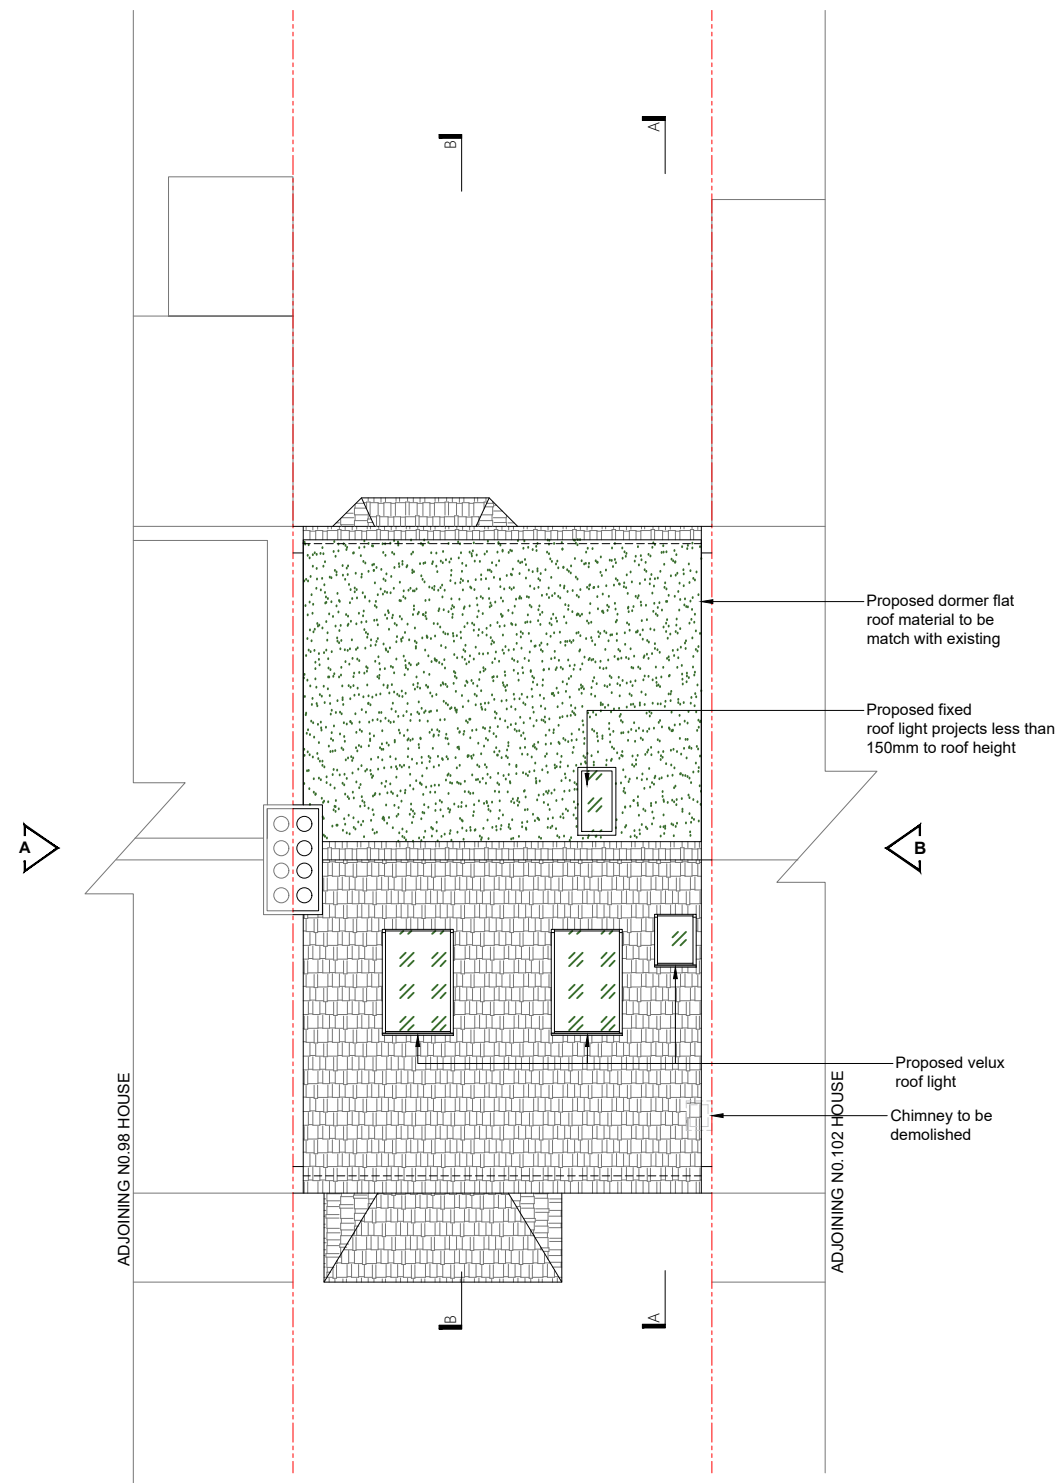 B
A
Proposed dormer flat
roof material to be
match with existing
Proposed fixed
roof light projects less than
150mm to roof height
A
B
Proposed velux
roof light
Chimney to be
demolished
ADJOINING N0.98 HOUSE
ADJOINING N0.102 HOUSE
B
A